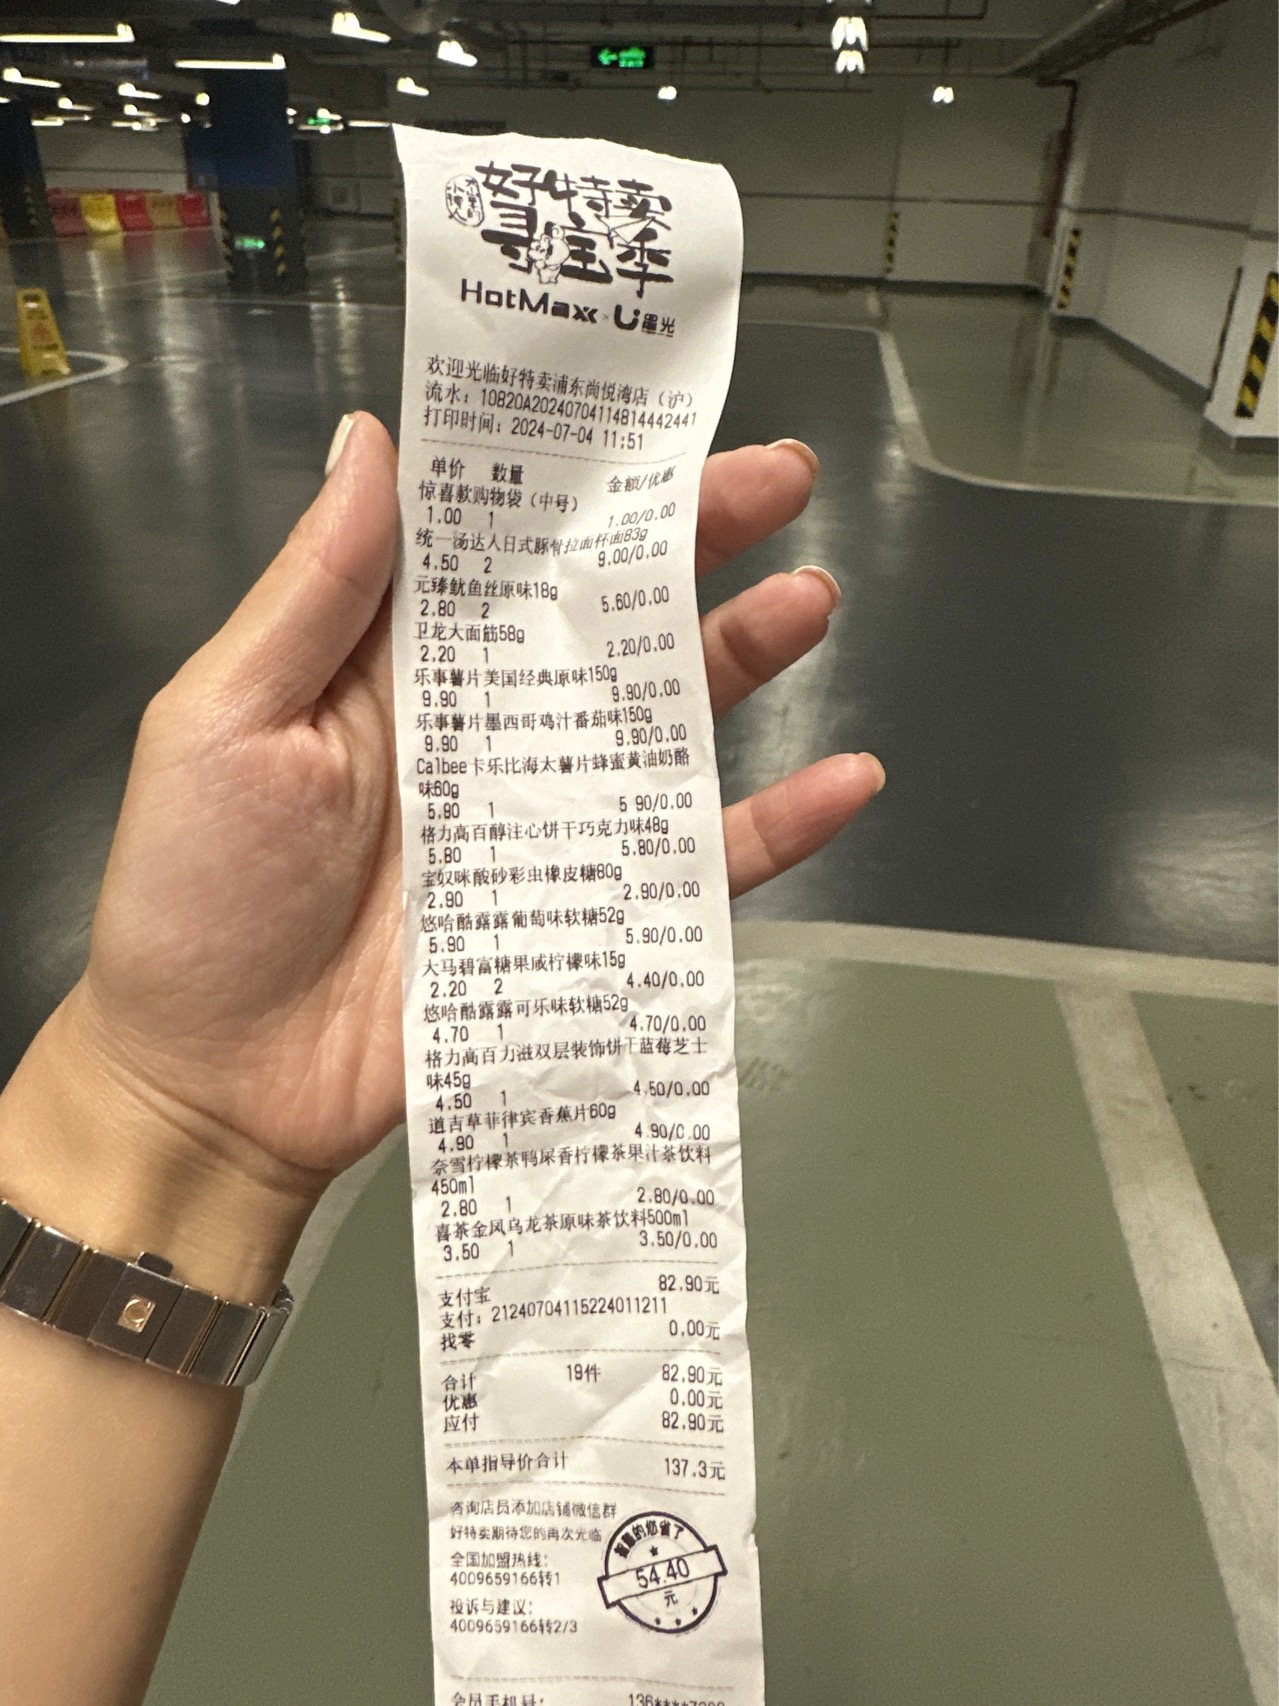 好特卖
寻宝季
HotMaxx × U星光
欢迎光临好特卖浦东尚悦湾店（沪）
流水：10820A20240704114814442441
打印时间：2024-07-04 11:51
单价 数量 金额/优惠
惊喜款购物袋（中号）
1.00 1 1.00/0.00
统一汤达人日式豚骨拉面杯面83g
4.50 2 9.00/0.00
元臻鱿鱼丝原味18g
2.80 2 5.60/0.00
卫龙大面筋58g
2.20 1 2.20/0.00
乐事薯片美国经典原味150g
9.90 1 9.90/0.00
乐事薯片墨西哥鸡汁番茄味150g
9.90 1 9.90/0.00
Calbee卡乐比海太薯片蜂蜜黄油奶酪
味60g
5.90 1 5.90/0.00
格力高百醇注心饼干巧克力味48g
5.80 1 5.80/0.00
宝奴咪酸砂彩虫橡皮糖80g
2.90 1 2.90/0.00
悠哈酷露露葡萄味软糖52g
5.90 1 5.90/0.00
大马碧富糖果咸柠檬味15g
2.20 2 4.40/0.00
悠哈酷露露可乐味软糖52g
4.70 1 4.70/0.00
格力高百力滋双层装饰饼干蓝莓芝士
味45g
4.50 1 4.50/0.00
道吉草菲律宾香蕉片60g
4.90 1 4.90/0.00
奈雪柠檬茶鸭屎香柠檬茶果汁茶饮料
450ml
2.80 1 2.80/0.00
喜茶金凤乌龙茶原味茶饮料500ml
3.50 1 3.50/0.00
支付宝 82.90元
支付：21240704115224011211
找零 0.00元
合计 19件 82.90元
优惠 0.00元
应付 82.90元
本单指导价合计 137.3元
咨询店员添加店铺微信群
好特卖期待您的再次光临
全国加盟热线：
4009659166转1
投诉与建议：
4009659166转2/3
的您省了
54.40
元
会员手机号：